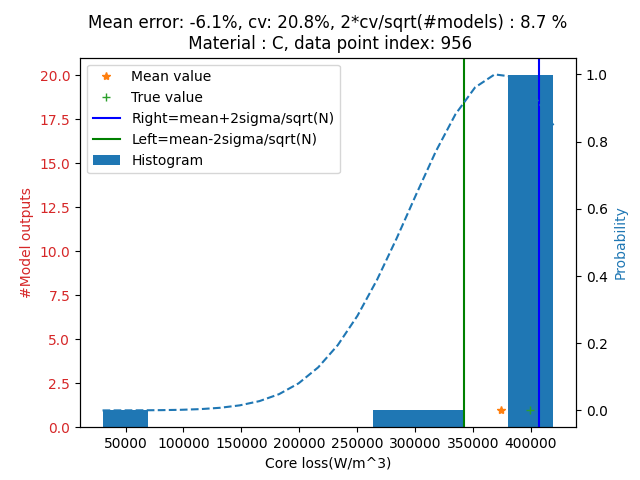 Mean error: -6.1%, cv: 20.8%, 2*cv/sqrt(#models) : 8.7 %
Material : C, data point index: 956
Mean value
True value
Right=mean+2sigma/sqrt(N)
Left=mean-2sigma/sqrt(N)
Histogram
#Model outputs
20.0
17.5
15.0
12.5
10.0
7.5
5.0
2.5
0.0
1.0
0.8
0.6
0.4
0.2
0.0
Probability
50000 100000 150000 200000 250000 300000 350000 400000
Core loss(W/m^3)